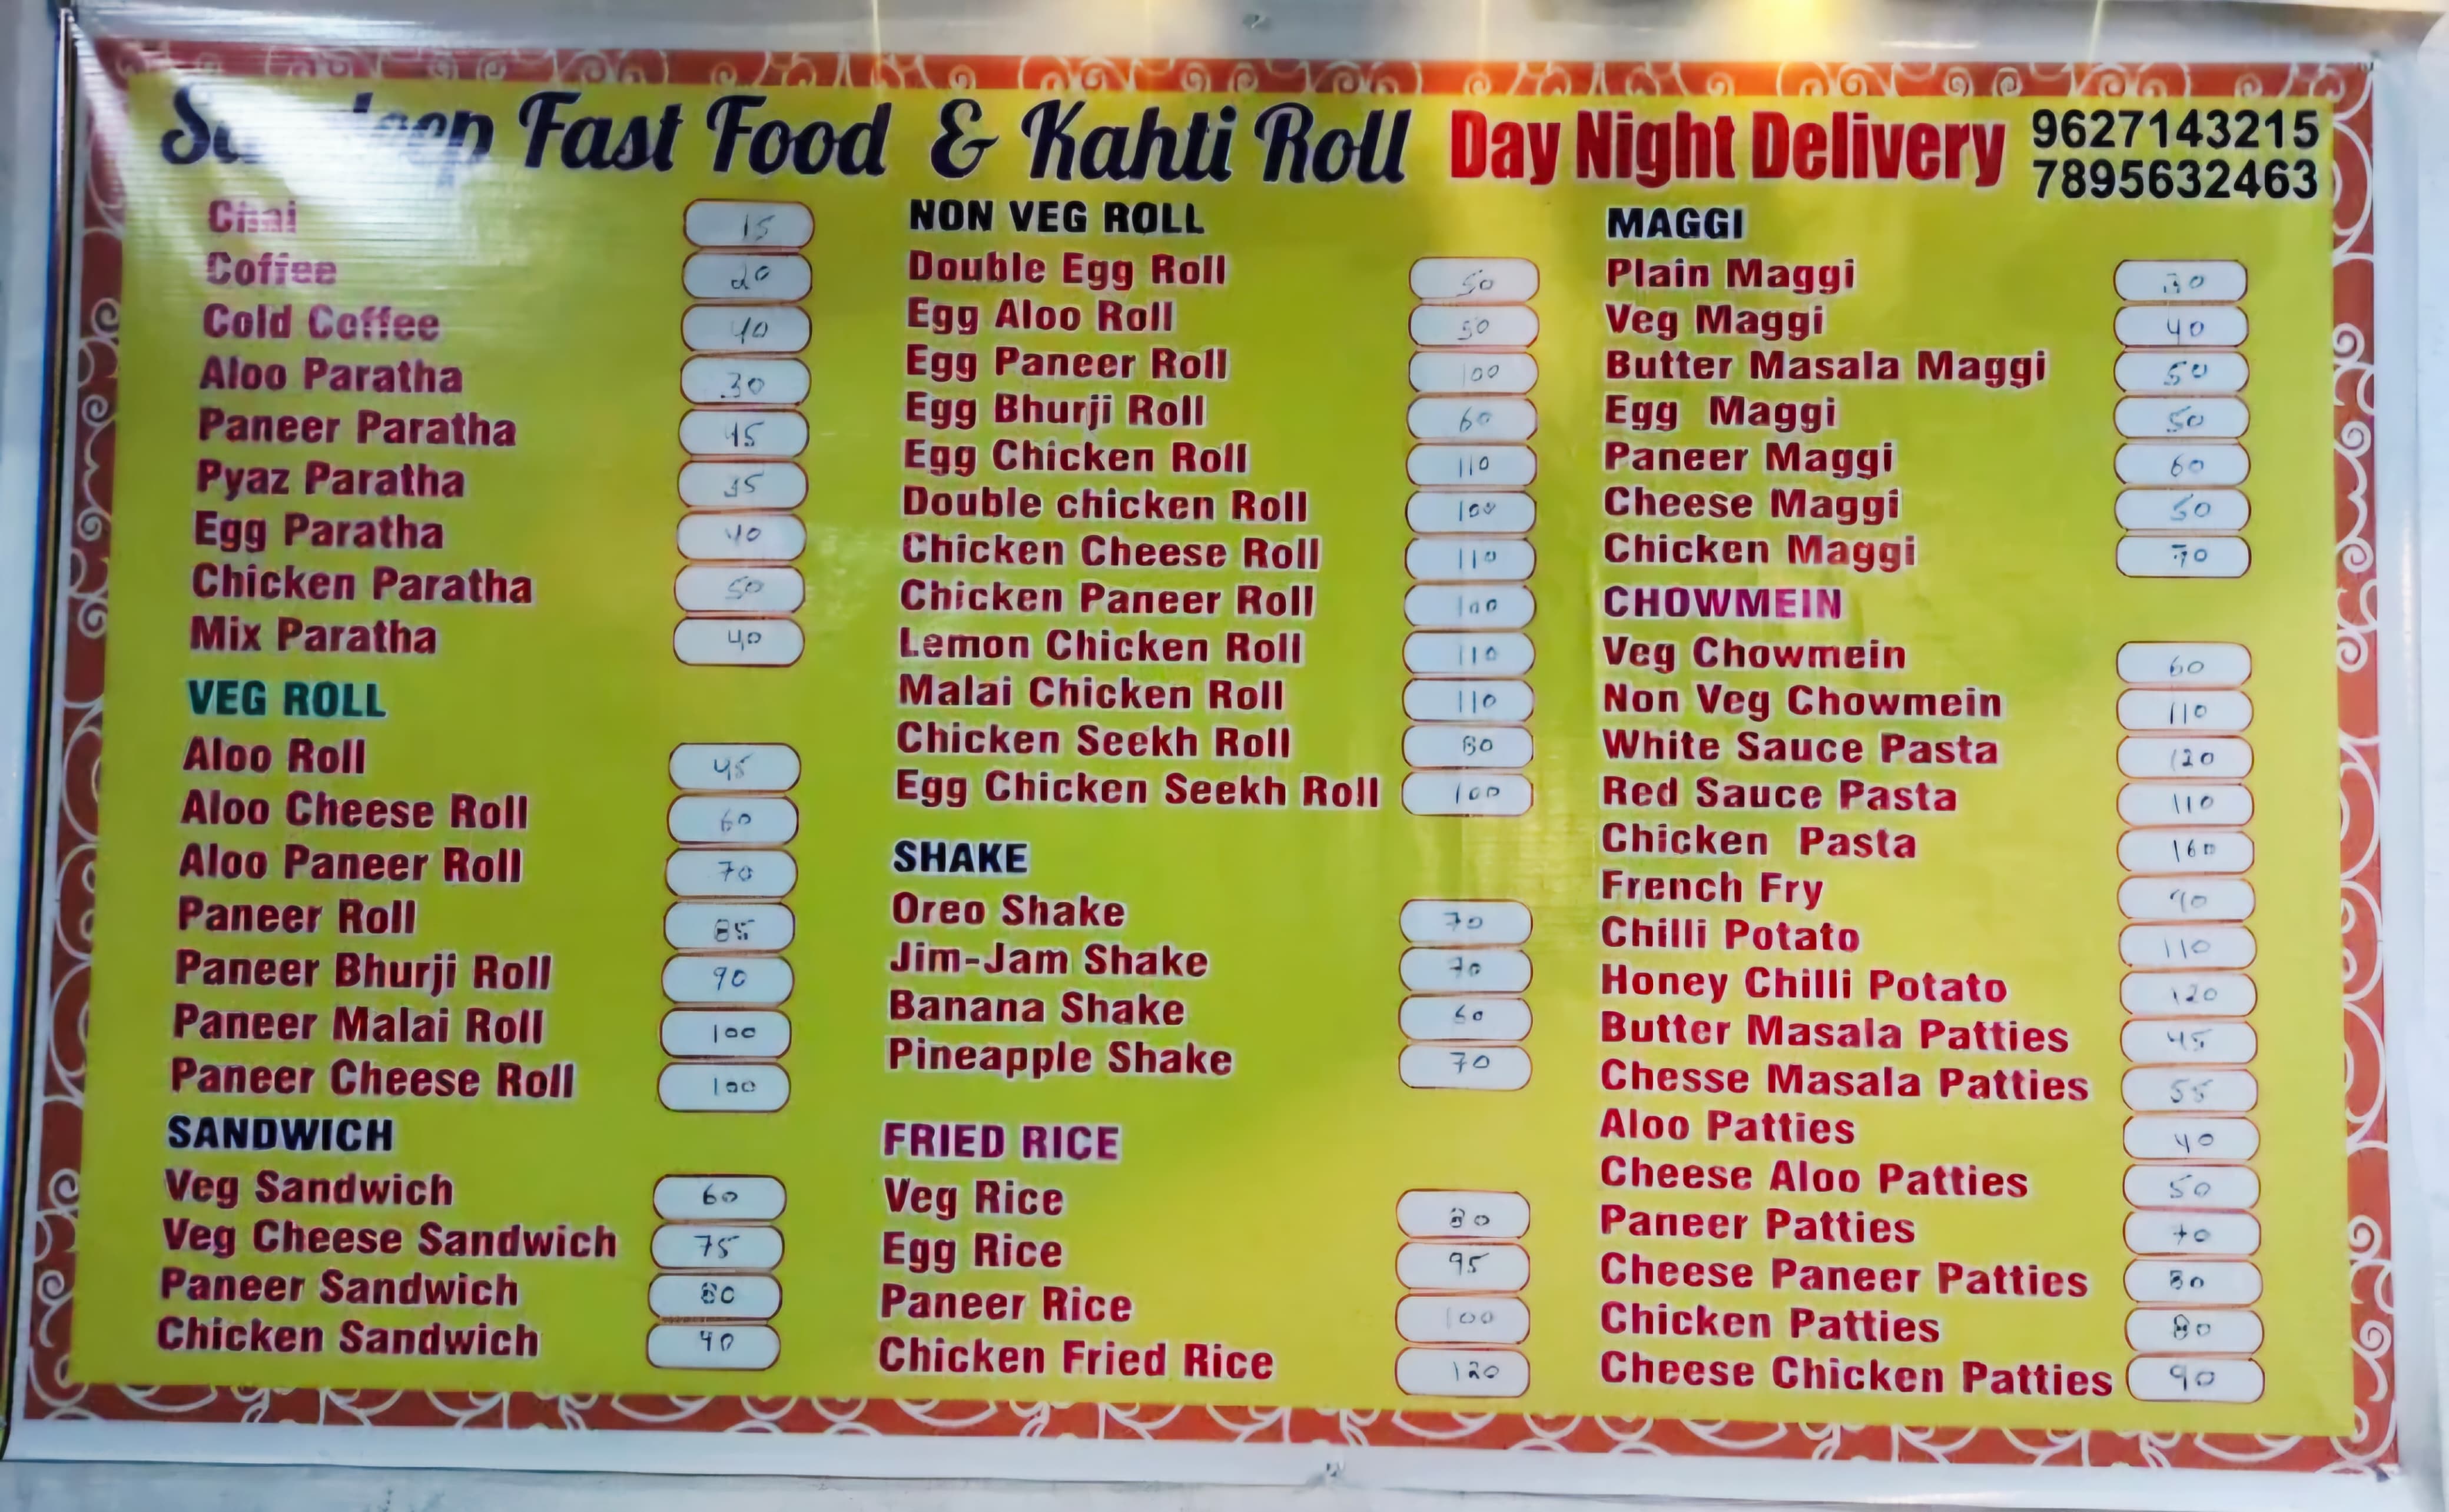 Fast Food & Kahti Roll Day Night Delivery 9627143215
7895632463
Chai 15
Coffee 20
Cold Coffee 40
Aloo Paratha 30
Paneer Paratha 45
Pyaz Paratha 35
Egg Paratha 40
Chicken Paratha 50
Mix Paratha 40
VEG ROLL
Aloo Roll 45
Aloo Cheese Roll 60
Aloo Paneer Roll 70
Paneer Roll 85
Paneer Bhurji Roll 90
Paneer Malai Roll 100
Paneer Cheese Roll 100
SANDWICH
Veg Sandwich 60
Veg Cheese Sandwich 75
Paneer Sandwich 80
Chicken Sandwich 90
NON VEG ROLL
Double Egg Roll 50
Egg Aloo Roll 50
Egg Paneer Roll 100
Egg Bhurji Roll 60
Egg Chicken Roll 110
Double chicken Roll 100
Chicken Cheese Roll 110
Chicken Paneer Roll 100
Lemon Chicken Roll 110
Malai Chicken Roll 110
Chicken Seekh Roll 80
Egg Chicken Seekh Roll 100
SHAKE
Oreo Shake 70
Jim-Jam Shake 70
Banana Shake 60
Pineapple Shake 70
FRIED RICE
Veg Rice 80
Egg Rice 95
Paneer Rice 100
Chicken Fried Rice 120
MAGGI
Plain Maggi 30
Veg Maggi 40
Butter Masala Maggi 50
Egg Maggi 50
Paneer Maggi 60
Cheese Maggi 50
Chicken Maggi 70
CHOWMEIN
Veg Chowmein 60
Non Veg Chowmein 110
White Sauce Pasta 120
Red Sauce Pasta 110
Chicken Pasta 160
French Fry
Chilli Potato 110
Honey Chilli Potato 120
Butter Masala Patties 45
Chesse Masala Patties 55
Aloo Patties 40
Cheese Aloo Patties 50
Paneer Patties 70
Cheese Paneer Patties 80
Chicken Patties 80
Cheese Chicken Patties 90